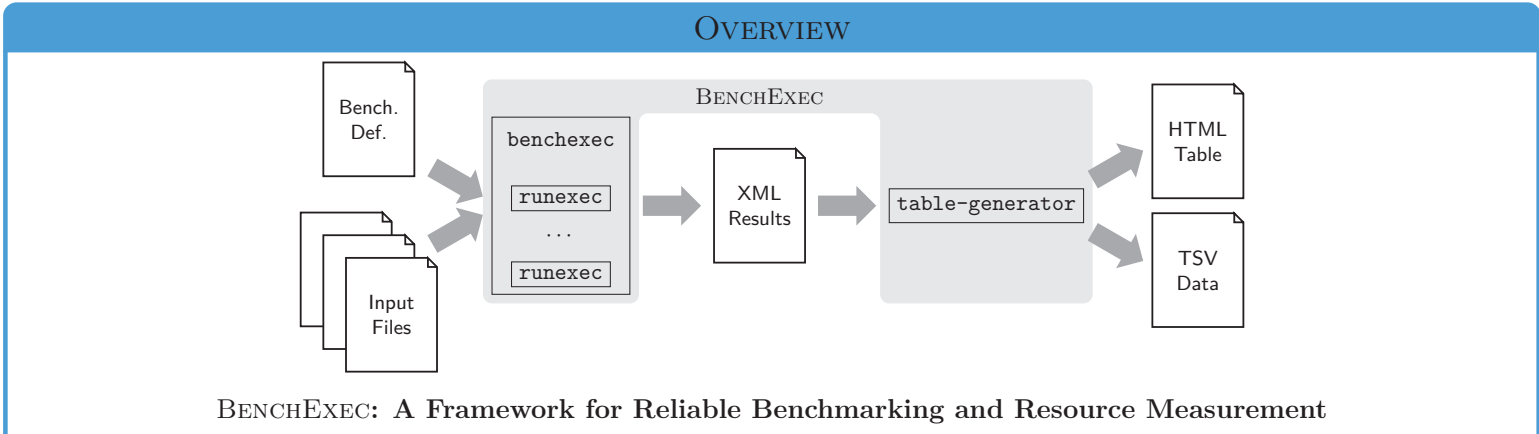 OVERVIEW
Bench.
Def.
Input
Files
BENCHEXEC
benchexec
runexec
...
runexec
XML
Results
table-generator
HTML
Table
TSV
Data
BENCHEXEC: A Framework for Reliable Benchmarking and Resource Measurement